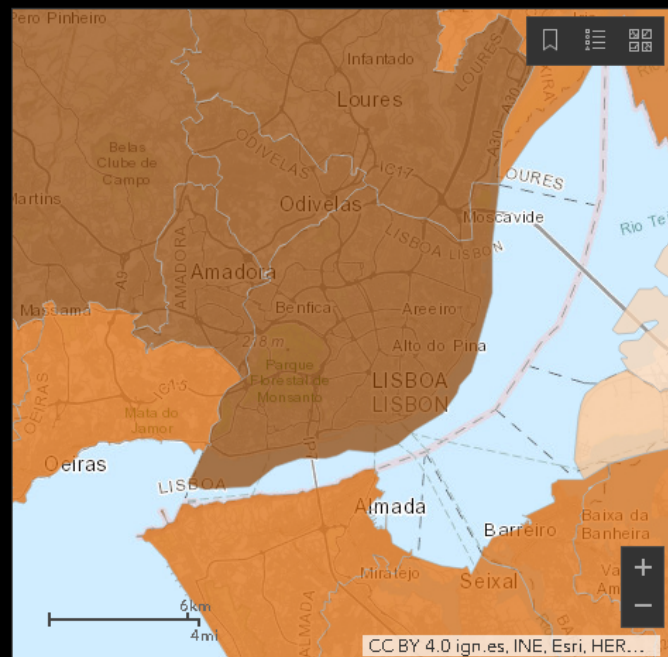 Pero Pinheiro
Infantado
Loures
LOURES
A30
XIRA
A30
Belas
Clube de
Campo
ODIVELAS
IC17
LOURES
Martins
Odivelas
Moscavide
LISBOA LISBON
Rio Te
AMADORA
Amadora
A9
Massamá
Benfica
Areeiro
218 m
Alto do Pina
Parque
Florestal de
Monsanto
LISBOA
LISBON
OEIRAS
IC15
Mata do
Jamor
IP7
Oeiras
LISBOA
Almada
Barreiro
Baixa da
Banheira
Miratejo
Seixal
ALMADA
6km
4mi
+
−
CC BY 4.0 ign.es, INE, Esri, HER...